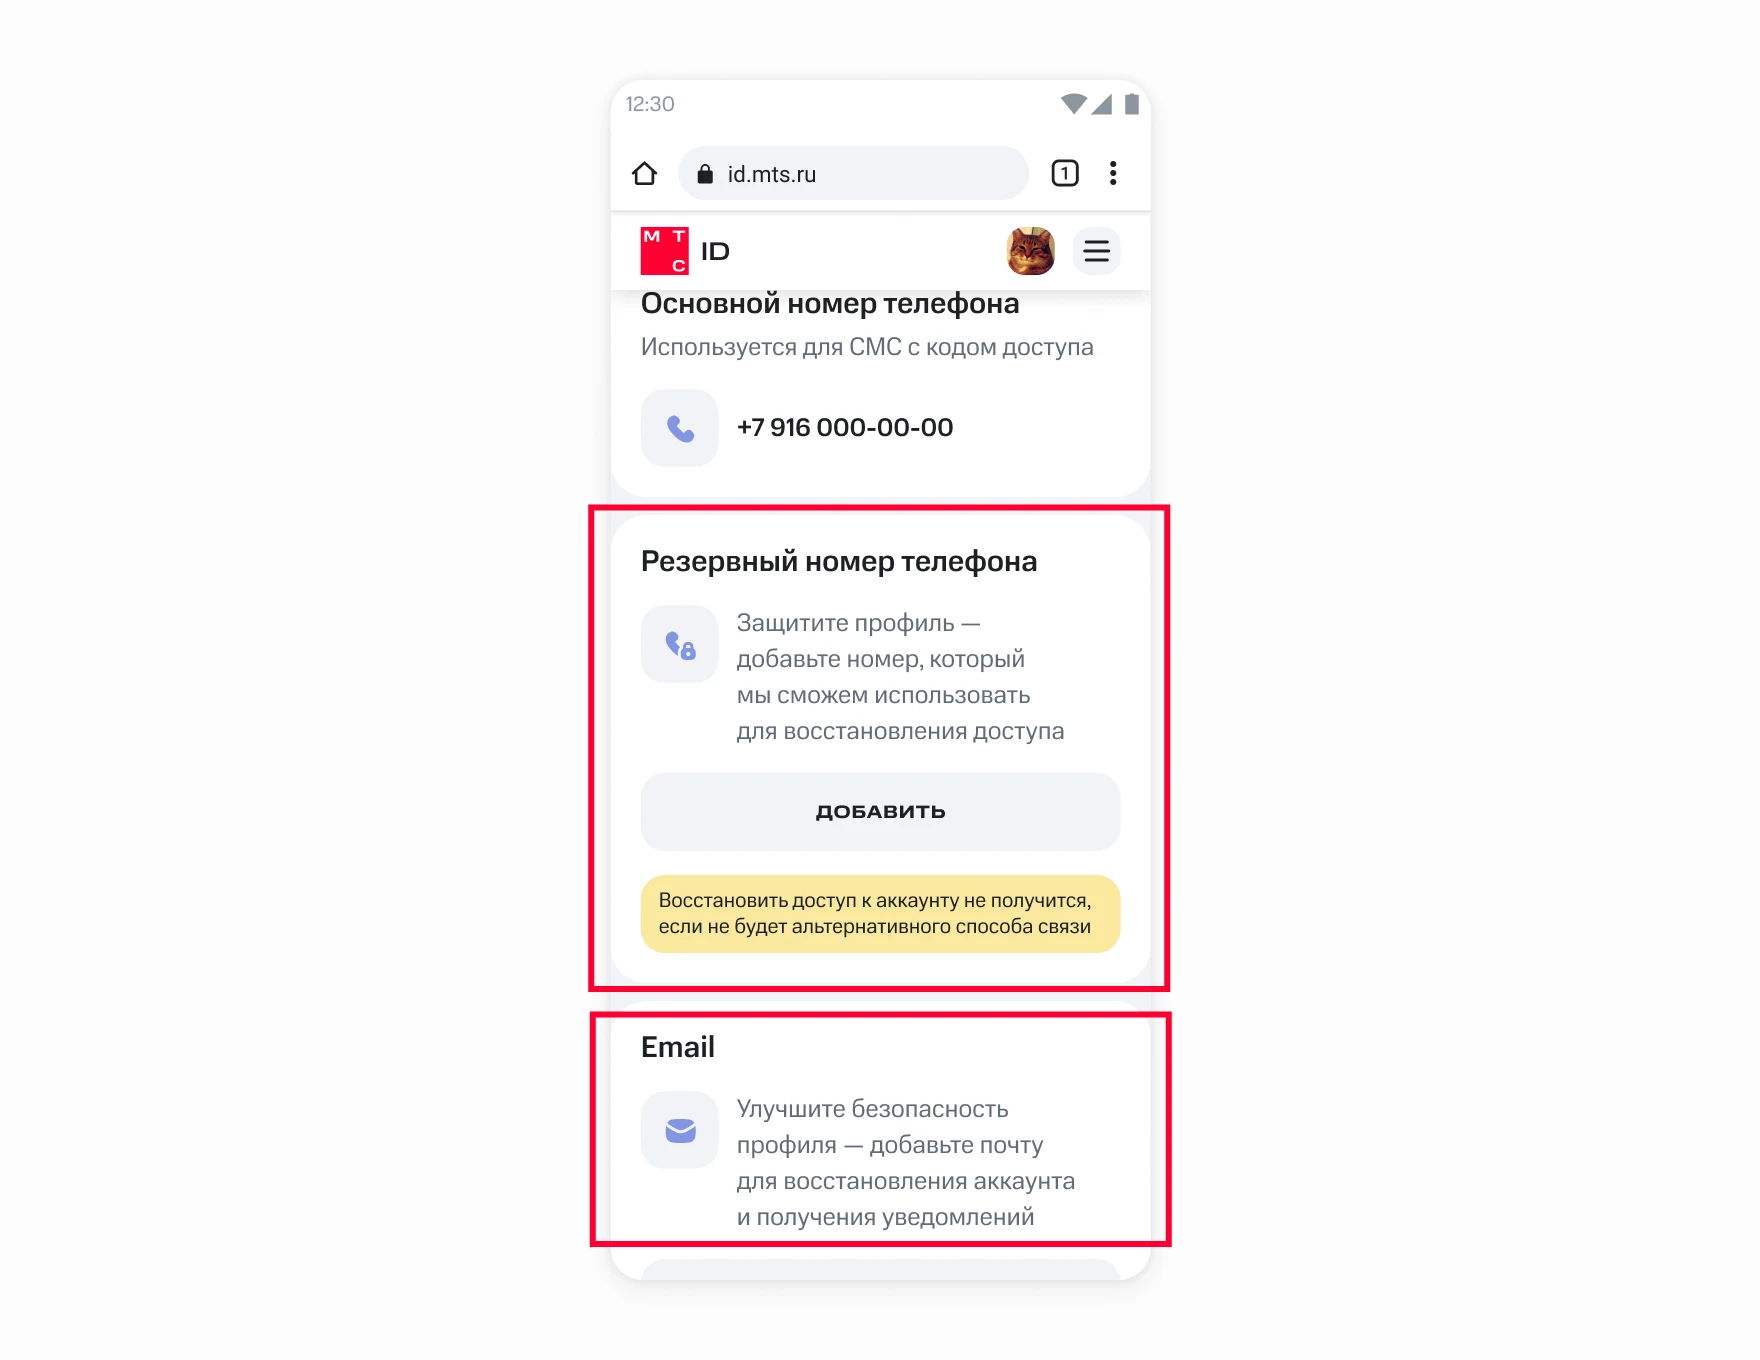 12:30
id.mts.ru
1
М Т
С
ID
Основной номер телефона
Используется для СМС с кодом доступа
+7 916 000-00-00
Резервный номер телефона
Защитите профиль —
добавьте номер, который
мы сможем использовать
для восстановления доступа
ДОБАВИТЬ
Восстановить доступ к аккаунту не получится,
если не будет альтернативного способа связи
Email
Улучшите безопасность
профиля — добавьте почту
для восстановления аккаунта
и получения уведомлений